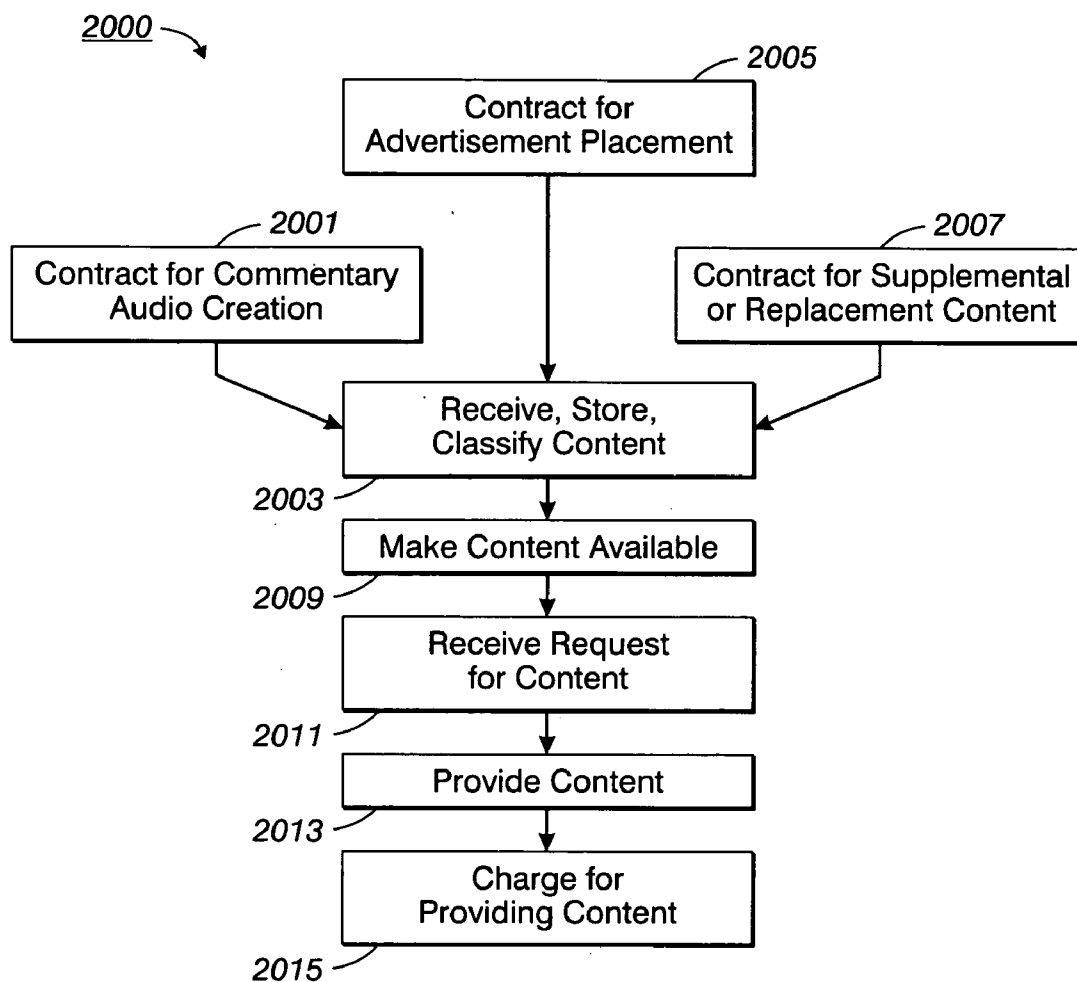 2000
2005
Contract for
Advertisement Placement
2001
Contract for Commentary
Audio Creation
2007
Contract for Supplemental
or Replacement Content
Receive, Store,
Classify Content
2003
Make Content Available
2009
Receive Request
for Content
2011
Provide Content
2013
Charge for
Providing Content
2015